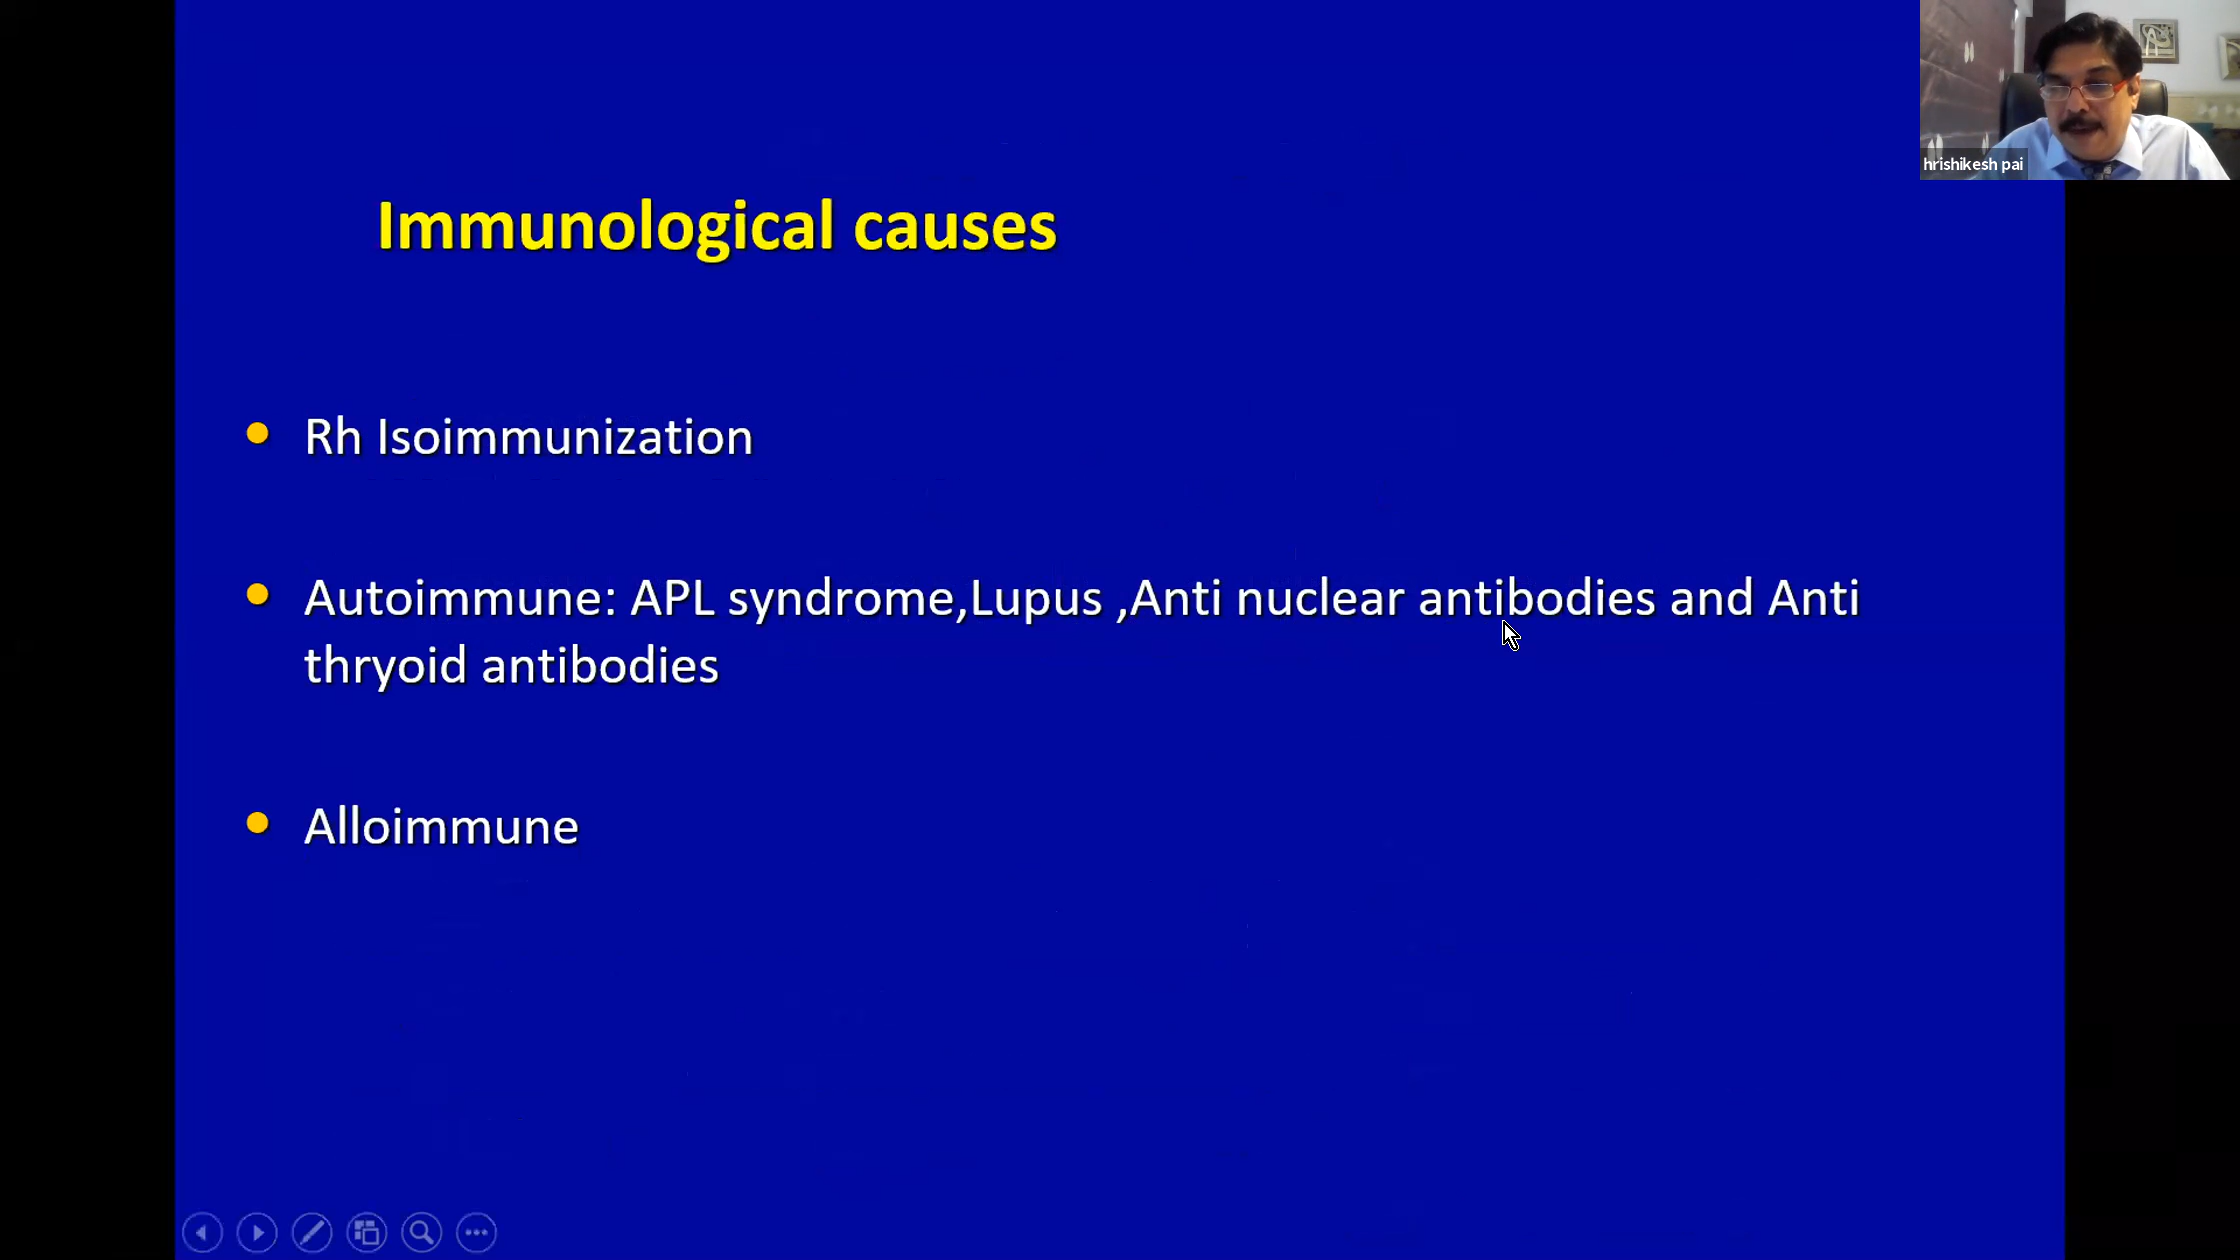 hrishikesh pai
Immunological causes
Rh Isoimmunization
Autoimmune: APL syndrome,Lupus ,Anti nuclear antibodies and Anti
thryoid antibodies
Alloimmune